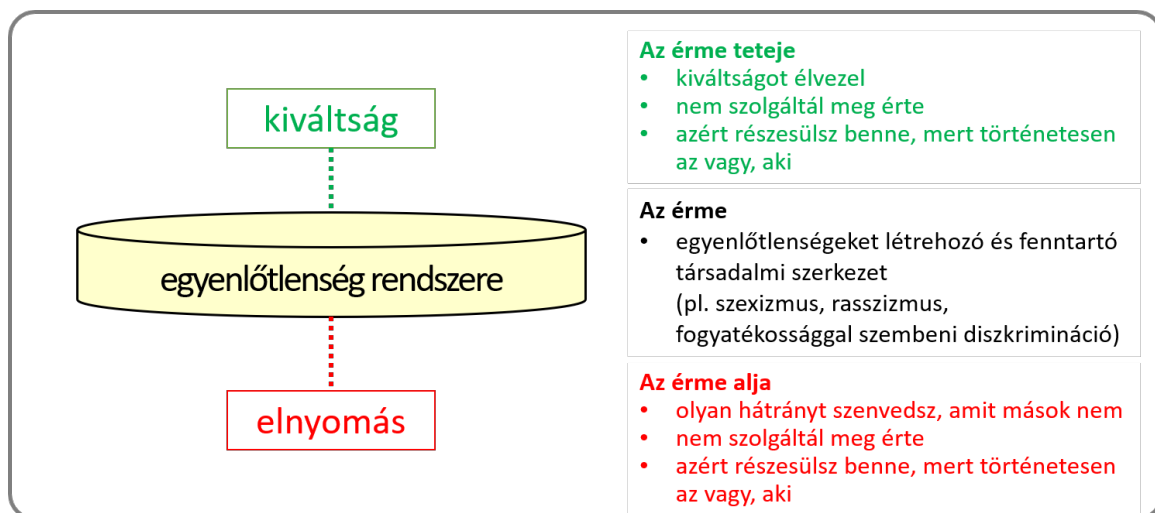 kiváltság
egyenlőtlenség rendszere
elnyomás
Az érme teteje
• kiváltságot élvezel
• nem szolgáltál meg érte
• azért részesülsz benne, mert történetesen
az vagy, aki
Az érme
• egyenlőtlenségeket létrehozó és fenntartó
társadalmi szerkezet
(pl. szexizmus, rasszizmus,
fogyatékossággal szembeni diszkrimináció)
Az érme alja
• olyan hátrányt szenvedsz, amit mások nem
• nem szolgáltál meg érte
• azért részesülsz benne, mert történetesen
az vagy, aki